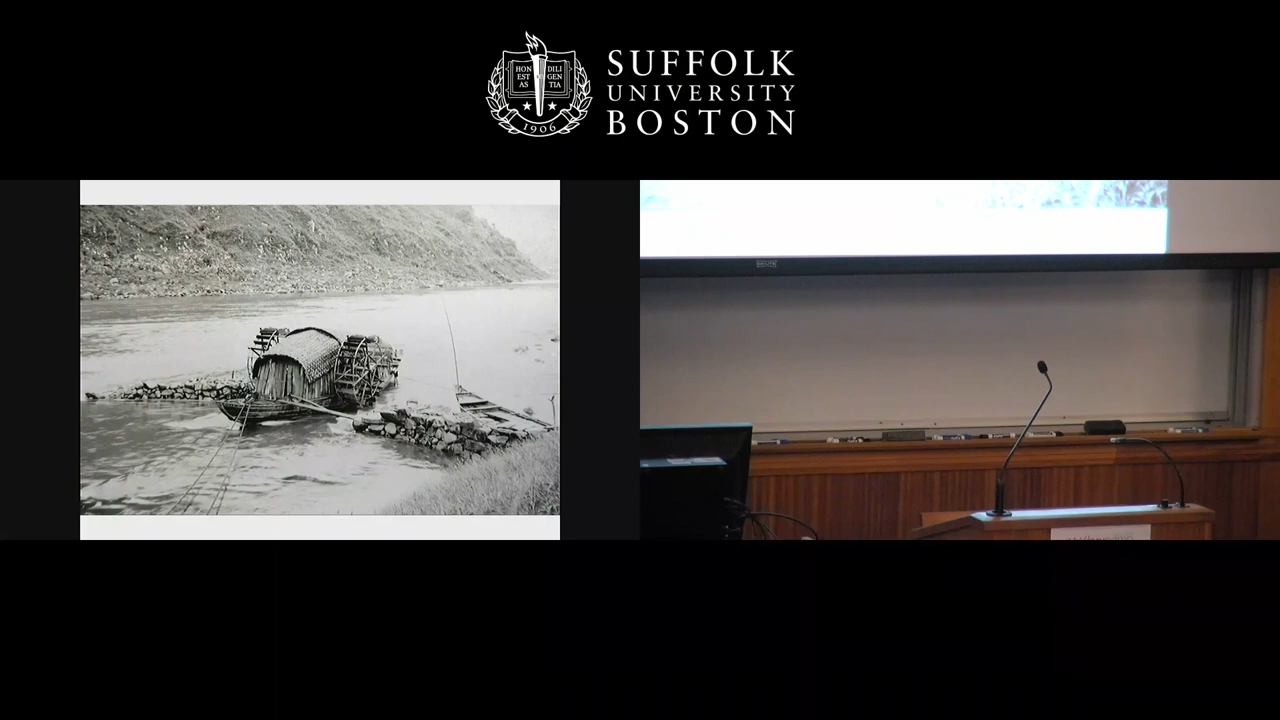 HON
EST
AS
DILI
GEN
TIA
1906
SUFFOLK
UNIVERSITY
BOSTON